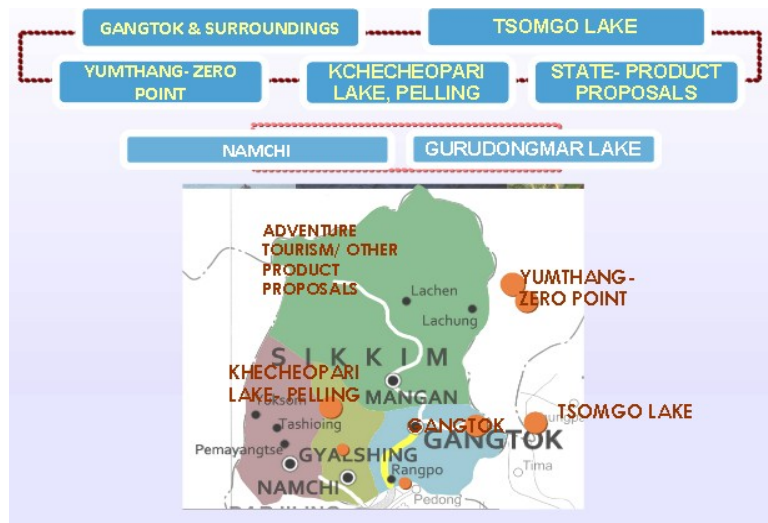 GANGTOK & SURROUNDINGS
TSOMGO LAKE
YUMTHANG- ZERO
POINT
KCHECHEOPARI
LAKE, PELLING
STATE- PRODUCT
PROPOSALS
NAMCHI
GURUDONGMAR LAKE
ADVENTURE
TOURISM/ OTHER
PRODUCT
PROPOSALS
YUMTHANG-
ZERO POINT
Lachen
Lachung
SIKKIM
KHECHEOPARI
LAKE- PELLING
MANGAN
Yoksom
Tashioing
GANGTOK
GANGTOK
TSOMGO LAKE
Pemayangtse
GYALSHING
Rangpo
Tima
NAMCHI
Pedong